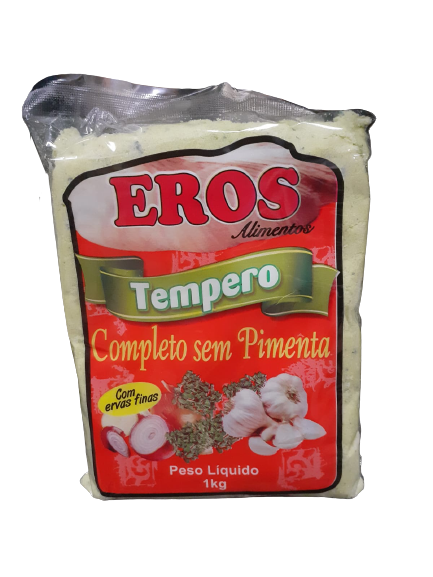 EROS
Alimentos
Tempero
Completo sem Pimenta
Com
ervas finas
Peso Liquido
1kg